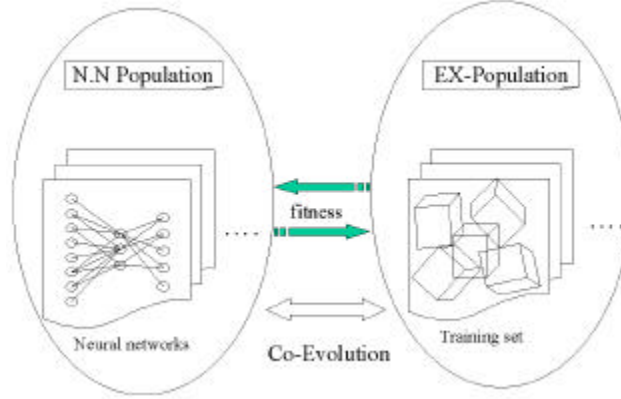 N.N Population
EX-Population
fitness
....
....
Neural networks
Training set
Co-Evolution